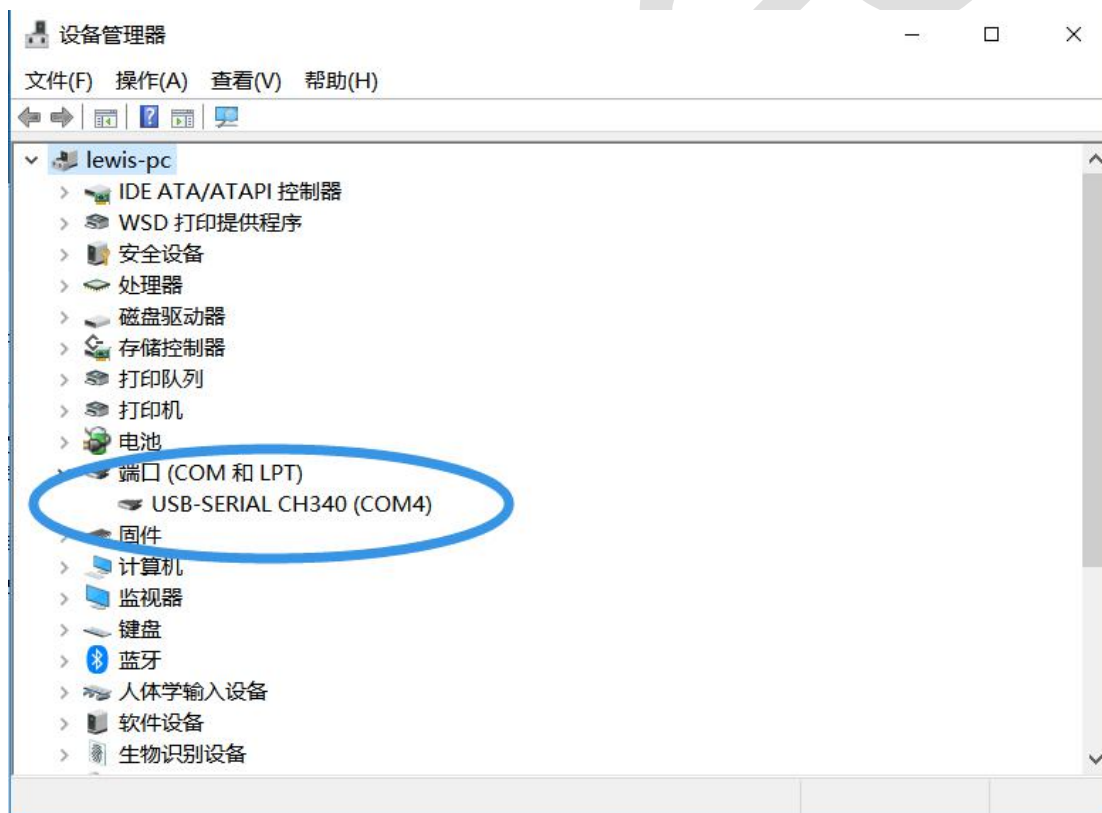 设备管理器
文件(F) 操作(A) 查看(V) 帮助(H)
lewis-pc
IDE ATA/ATAPI 控制器
WSD 打印提供程序
安全设备
处理器
磁盘驱动器
存储控制器
打印队列
打印机
电池
端口 (COM 和 LPT)
USB-SERIAL CH340 (COM4)
固件
计算机
监视器
键盘
蓝牙
人体学输入设备
软件设备
生物识别设备